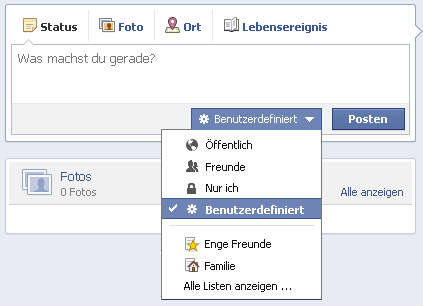 Status Foto Ort Lebensereignis
Was machst du gerade?
Benutzerdefiniert Posten
Öffentlich
Freunde
Nur ich
Benutzerdefiniert
Enge Freunde
Familie
Alle Listen anzeigen ...
Fotos
0 Fotos
Alle anzeigen